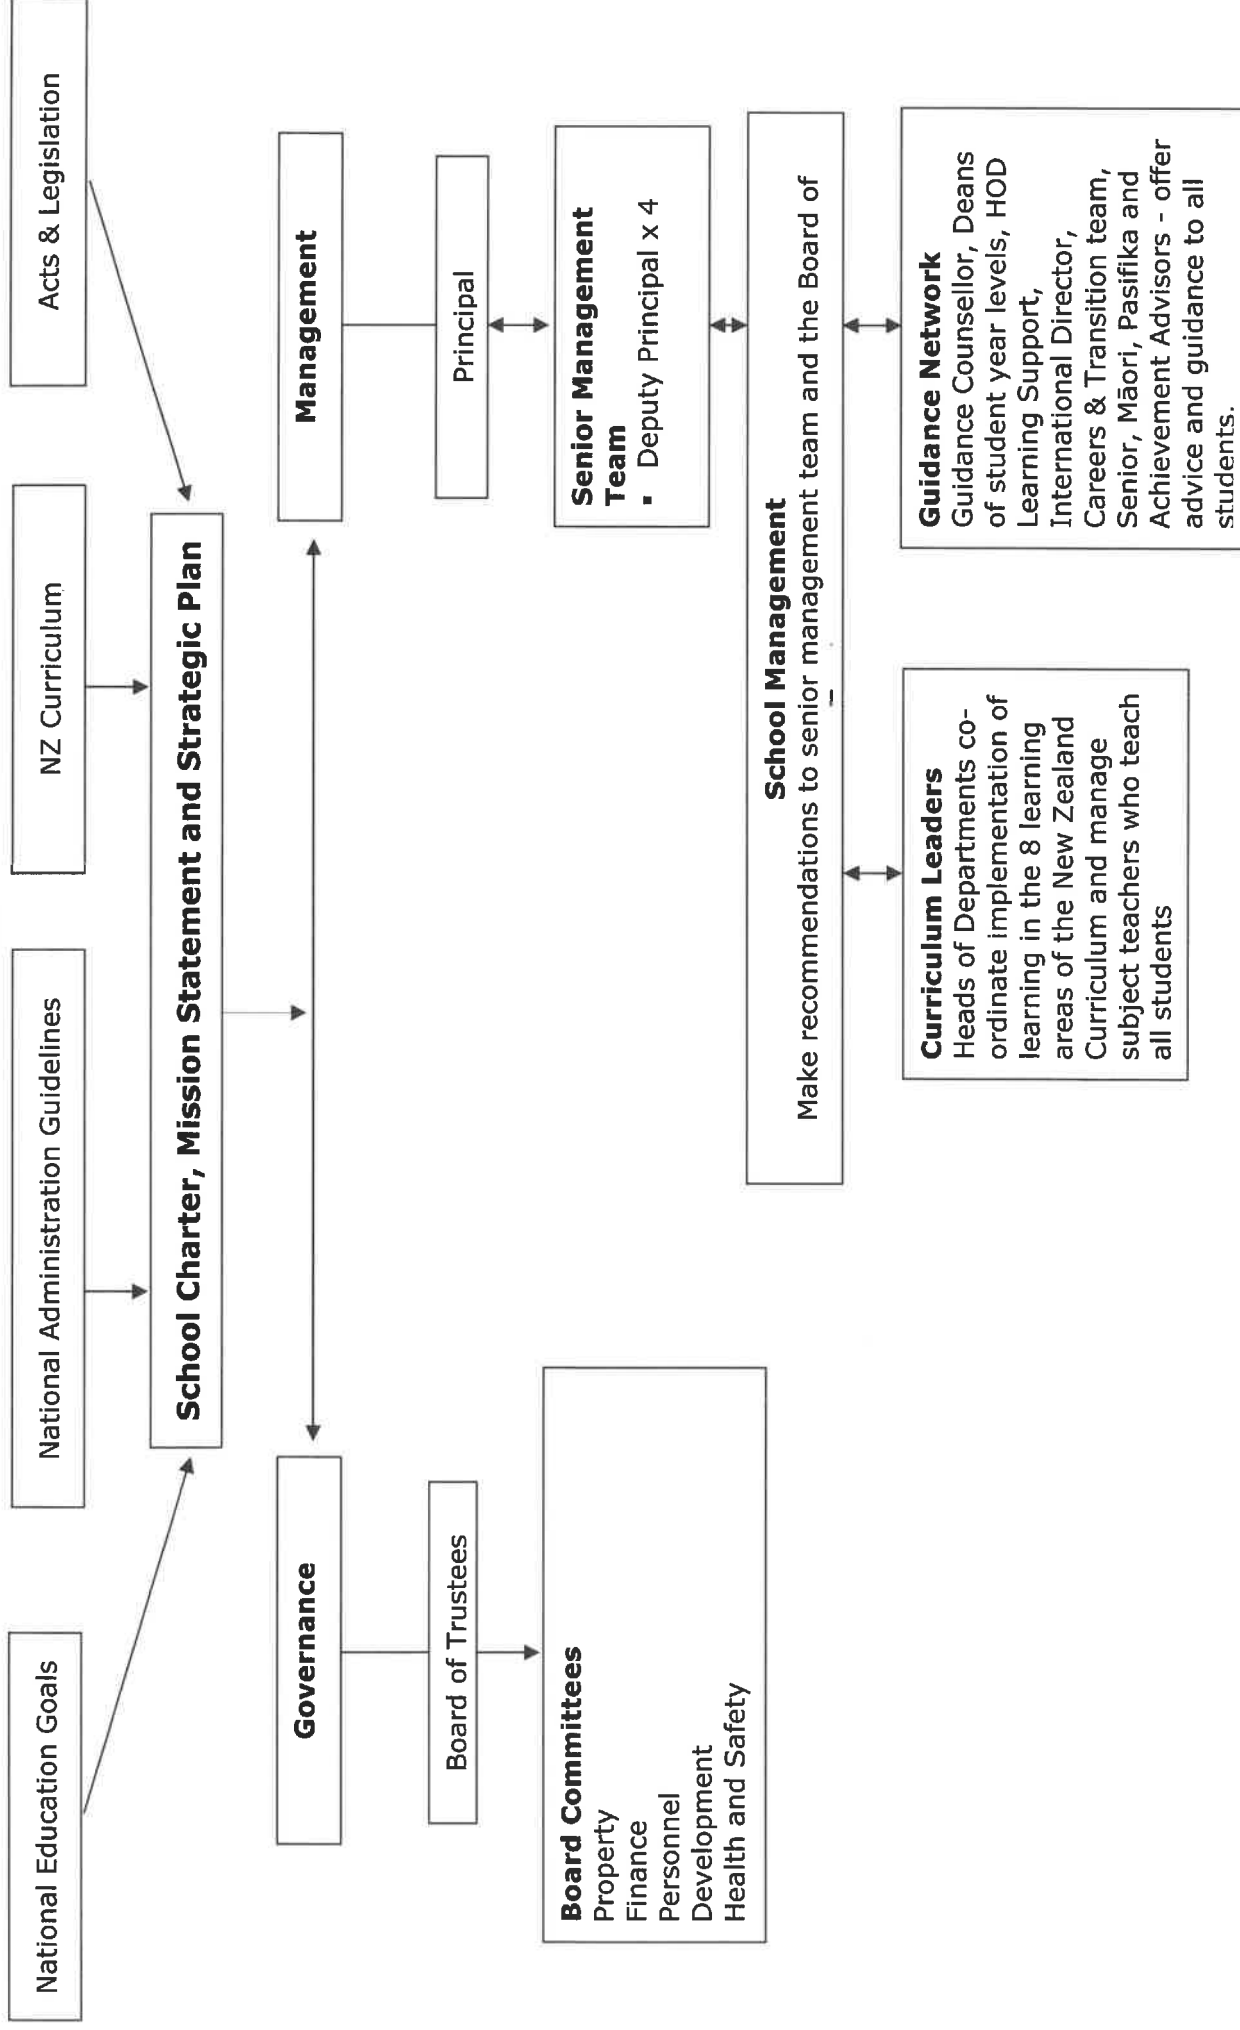 National Education Goals
National Administration Guidelines
NZ Curriculum
Acts & Legislation
School Charter, Mission Statement and Strategic Plan
Governance
Management
Board of Trustees
Principal
Board Committees
Property
Finance
Personnel
Development
Health and Safety
Senior Management
Team
▪ Deputy Principal x 4
School Management
Make recommendations to senior management team and the Board of
Curriculum Leaders
Heads of Departments co-
ordinate implementation of
learning in the 8 learning
areas of the New Zealand
Curriculum and manage
subject teachers who teach
all students
Guidance Network
Guidance Counsellor, Deans
of student year levels, HOD
Learning Support,
International Director,
Careers & Transition team,
Senior, Māori, Pasifika and
Achievement Advisors - offer
advice and guidance to all
students.